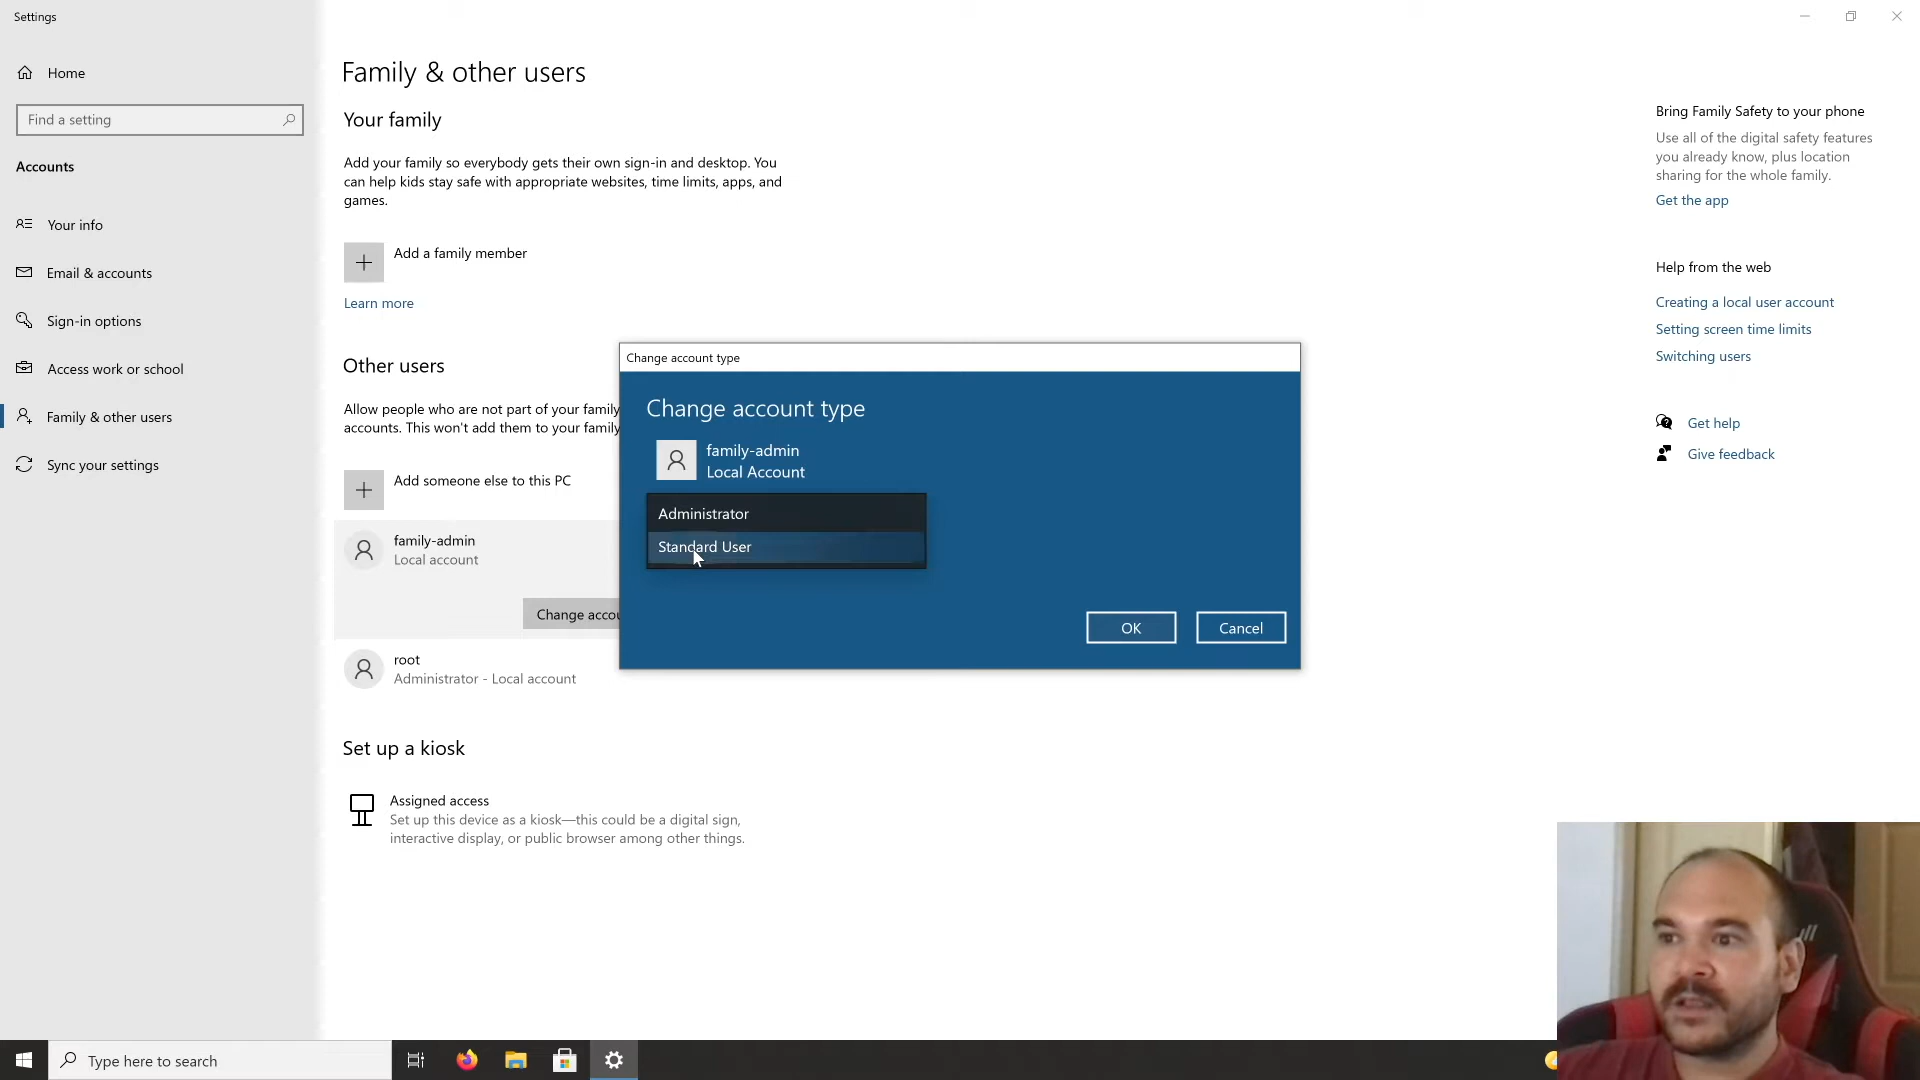 Settings
Home
Find a setting
Accounts
Your info
Email & accounts
Sign-in options
Access work or school
Family & other users
Sync your settings
Family & other users
Your family
Add your family so everybody gets their own sign-in and desktop. You
can help kids stay safe with appropriate websites, time limits, apps, and
games.
Add a family member
Learn more
Other users
Allow people who are not part of your family
accounts. This won't add them to your family
Add someone else to this PC
family-admin
Local account
Change accou
root
Administrator - Local account
Set up a kiosk
Assigned access
Set up this device as a kiosk—this could be a digital sign,
interactive display, or public browser among other things.
Change account type
Change account type
family-admin
Local Account
Administrator
Standard User
OK
Cancel
Bring Family Safety to your phone
Use all of the digital safety features
you already know, plus location
sharing for the whole family.
Get the app
Help from the web
Creating a local user account
Setting screen time limits
Switching users
Get help
Give feedback
Type here to search